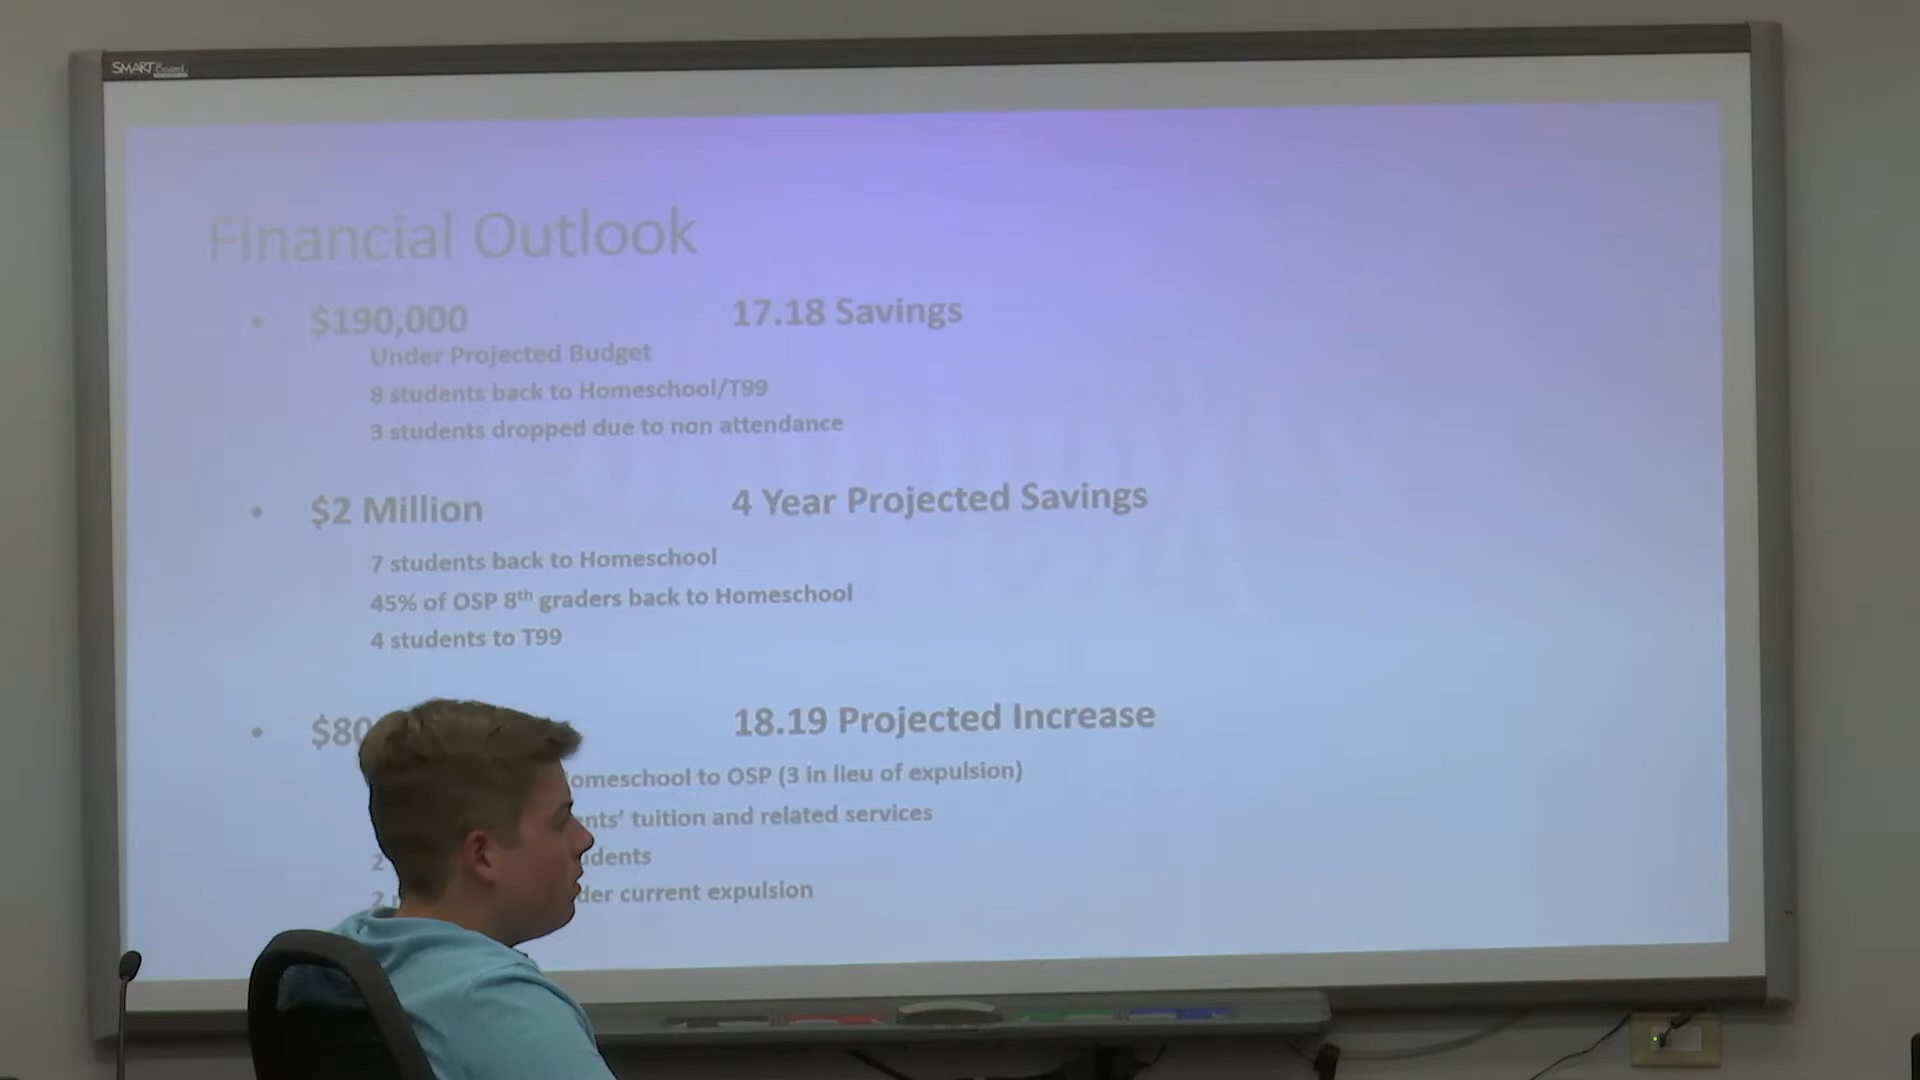 SMART Board
Financial Outlook
• $190,000 17.18 Savings
Under Projected Budget
8 students back to Homeschool/T99
3 students dropped due to non attendance
• $2 Million 4 Year Projected Savings
7 students back to Homeschool
45% of OSP 8th graders back to Homeschool
4 students to T99
• $80 18.19 Projected Increase
omeschool to OSP (3 in lieu of expulsion)
nts' tuition and related services
2 dents
2 der current expulsion